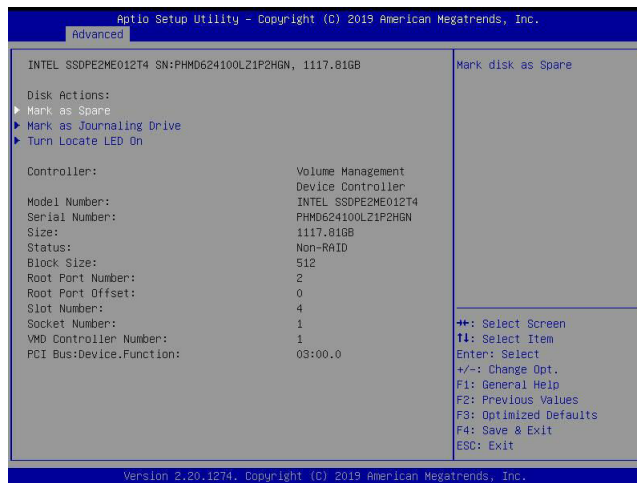 Aptio Setup Utility – Copyright (C) 2019 American Megatrends, Inc.
Advanced
INTEL SSDPE2ME012T4 SN:PHMD624100LZ1P2HGN, 1117.81GB
Disk Actions:
Mark as Spare
Mark as Journaling Drive
Turn Locate LED On
Controller: Volume Management
Device Controller
Model Number: INTEL SSDPE2ME012T4
Serial Number: PHMD624100LZ1P2HGN
Size: 1117.81GB
Status: Non-RAID
Block Size: 512
Root Port Number: 2
Root Port Offset: 0
Slot Number: 4
Socket Number: 1
VMD Controller Number: 1
PCI Bus:Device.Function: 03:00.0
Mark disk as Spare
→←: Select Screen
↑↓: Select Item
Enter: Select
+/-: Change Opt.
F1: General Help
F2: Previous Values
F3: Optimized Defaults
F4: Save & Exit
ESC: Exit
Version 2.20.1274. Copyright (C) 2019 American Megatrends, Inc.